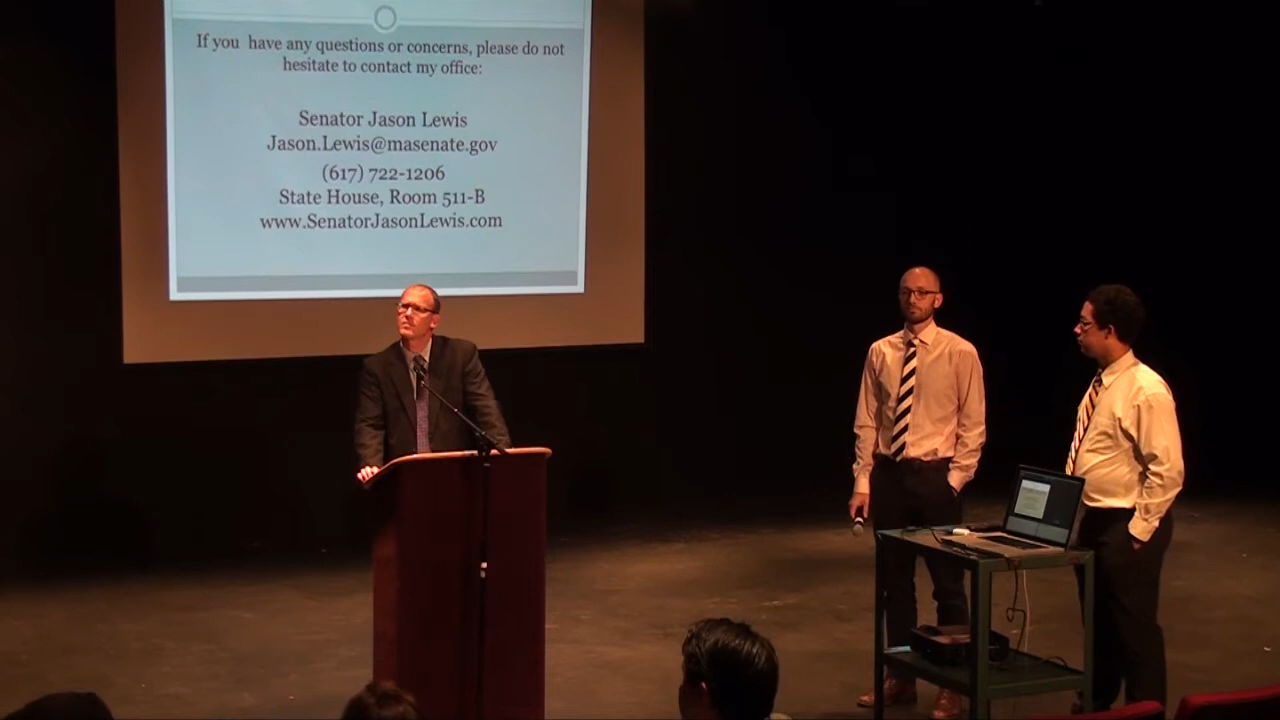 If you have any questions or concerns, please do not
hesitate to contact my office:
Senator Jason Lewis
Jason.Lewis@masenate.gov
(617) 722-1206
State House, Room 511-B
www.SenatorJasonLewis.com